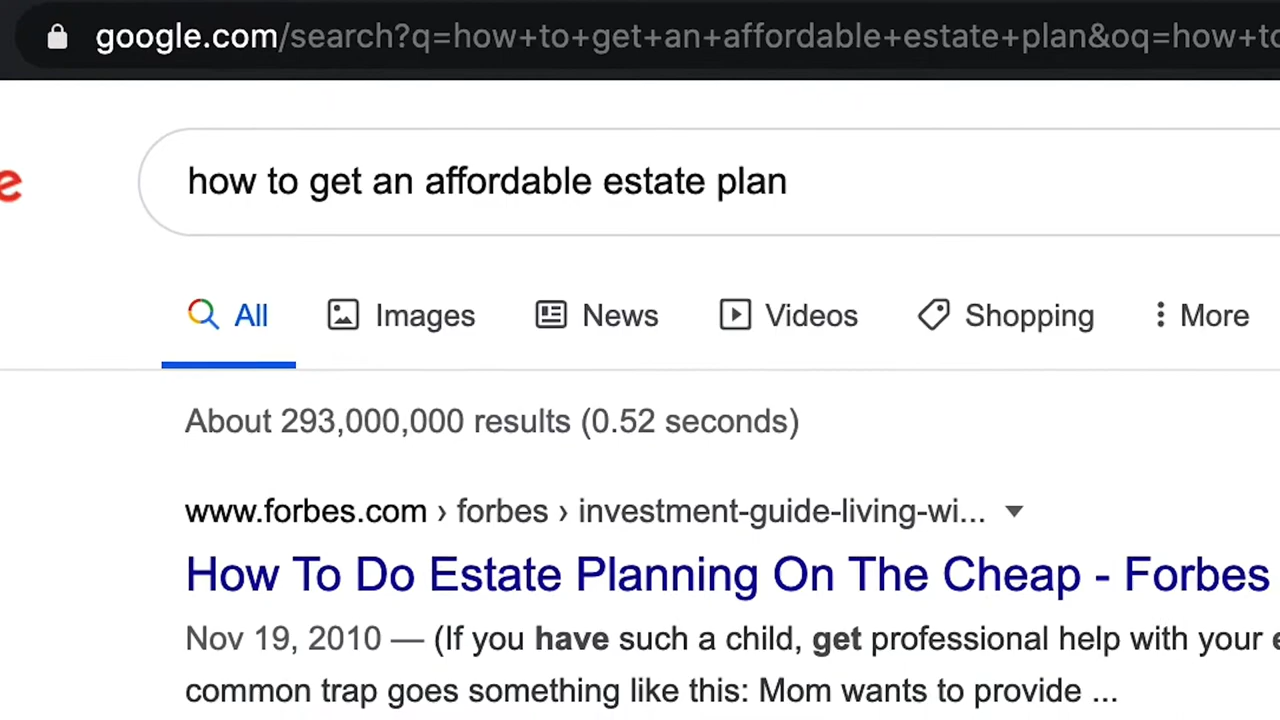 google.com/search?q=how+to+get+an+affordable+estate+plan&oq=how+to
e
how to get an affordable estate plan
All Images News Videos Shopping More
About 293,000,000 results (0.52 seconds)
www.forbes.com › forbes › investment-guide-living-wi...
How To Do Estate Planning On The Cheap - Forbes
Nov 19, 2010 — (If you have such a child, get professional help with your e
common trap goes something like this: Mom wants to provide ...